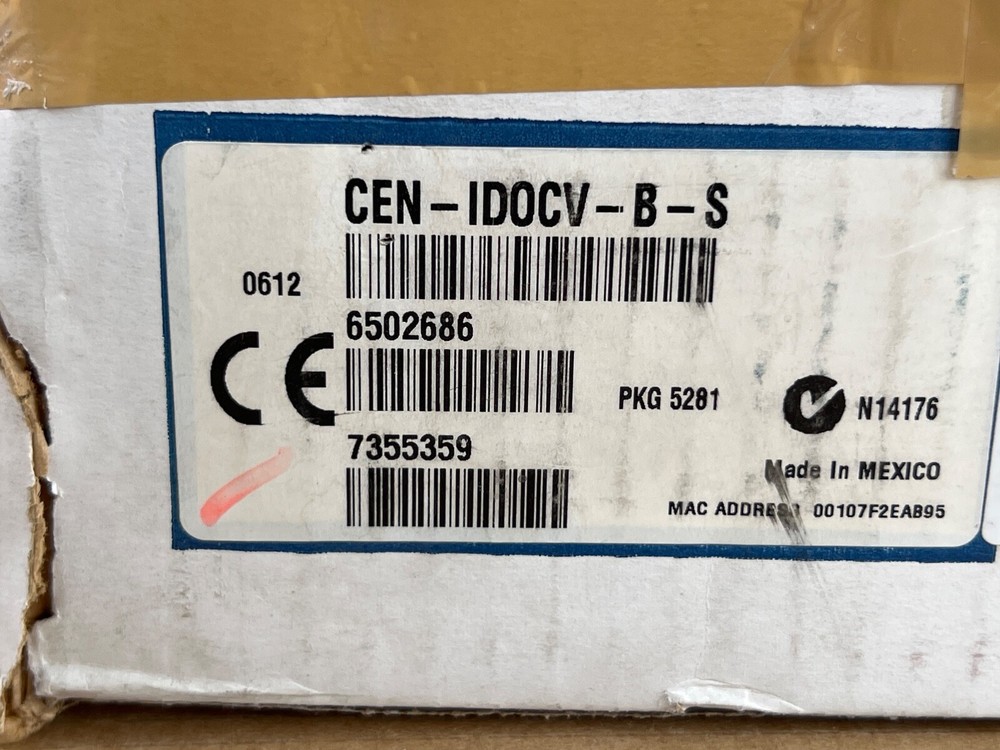 CEN-IDOCV-B-S
0612
6502686
CE
PKG 5281
N14176
7355359
Made In MEXICO
MAC ADDRESS 00107F2EAB95